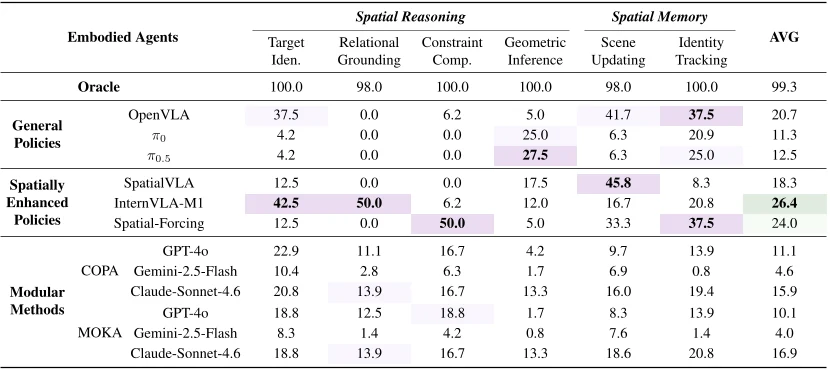 Embodied Agents Spatial Reasoning Spatial Memory AVG
Target Iden. Relational Grounding Constraint Comp. Geometric Inference Scene Updating Identity Tracking
Oracle 100.0 98.0 100.0 100.0 98.0 100.0 99.3
General Policies
OpenVLA 37.5 0.0 6.2 5.0 41.7 37.5 20.7
π0 4.2 0.0 0.0 25.0 6.3 20.9 11.3
π0.5 4.2 0.0 0.0 27.5 6.3 25.0 12.5
Spatially Enhanced Policies
SpatialVLA 12.5 0.0 0.0 17.5 45.8 8.3 18.3
InternVLA-M1 42.5 50.0 6.2 12.0 16.7 20.8 26.4
Spatial-Forcing 12.5 0.0 50.0 5.0 33.3 37.5 24.0
Modular Methods
COPA
GPT-4o 22.9 11.1 16.7 4.2 9.7 13.9 11.1
Gemini-2.5-Flash 10.4 2.8 6.3 1.7 6.9 0.8 4.6
Claude-Sonnet-4.6 20.8 13.9 16.7 13.3 16.0 19.4 15.9
MOKA
GPT-4o 18.8 12.5 18.8 1.7 8.3 13.9 10.1
Gemini-2.5-Flash 8.3 1.4 4.2 0.8 7.6 1.4 4.0
Claude-Sonnet-4.6 18.8 13.9 16.7 13.3 18.6 20.8 16.9